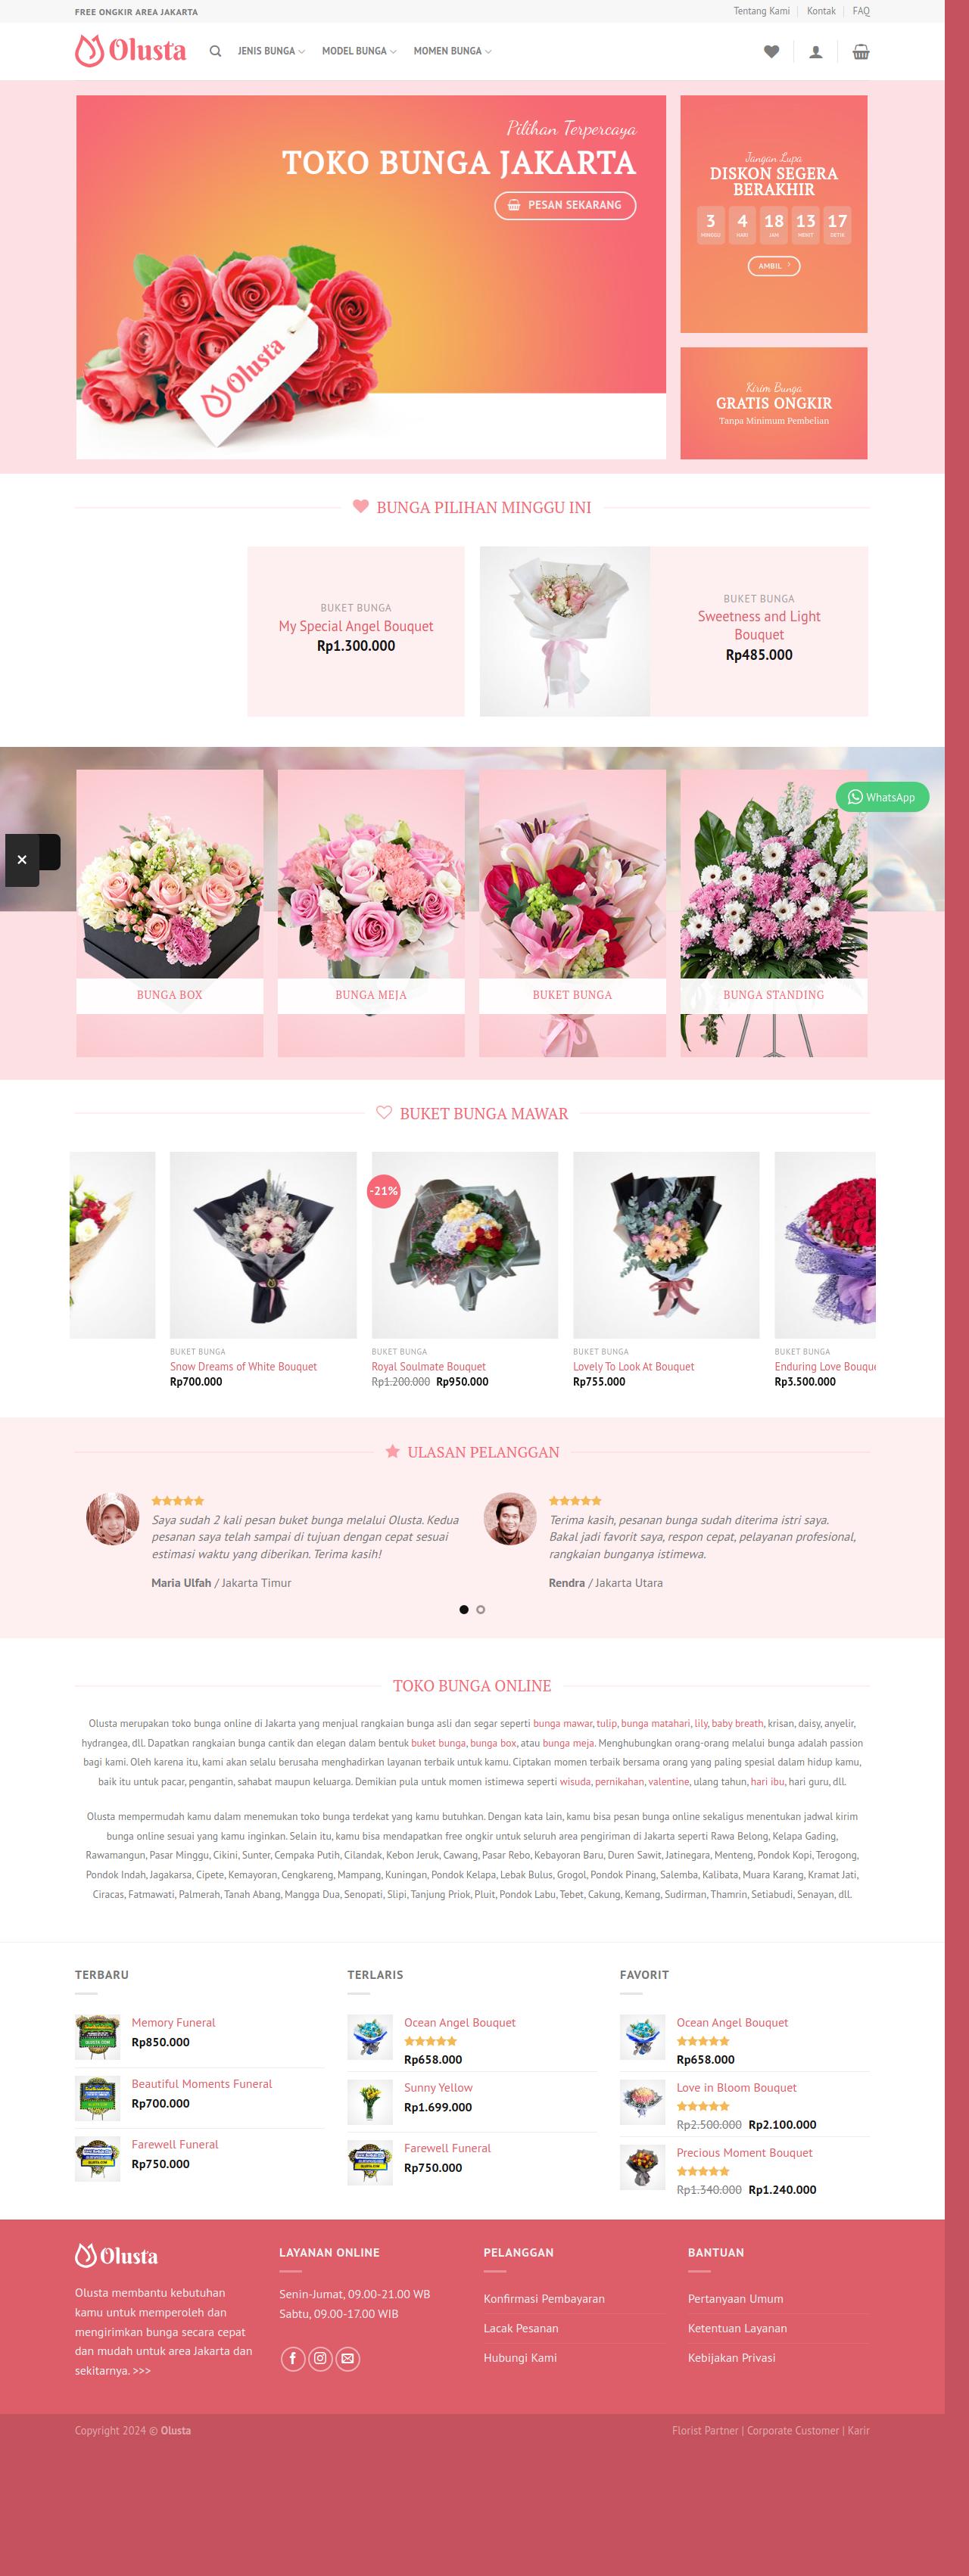 FREE ONGKIR AREA JAKARTA
Tentang Kami
Kontak
FAQ
Olusta
JENIS BUNGA
MODEL BUNGA
MOMEN BUNGA
Pilihan Terpercaya
TOKO BUNGA JAKARTA
PESAN SEKARANG
Olusta
Jangan Lupa
DISKON SEGERA
BERAKHIR
3 4 18 13 17
MINGGU HARI JAM MENIT DETIK
AMBIL
Kirim Bunga
GRATIS ONGKIR
Tanpa Minimum Pembelian
BUNGA PILIHAN MINGGU INI
BUKET BUNGA
My Special Angel Bouquet
Rp1.300.000
BUKET BUNGA
Sweetness and Light
Bouquet
Rp485.000
WhatsApp
×
BUNGA BOX
BUNGA MEJA
BUKET BUNGA
BUNGA STANDING
BUKET BUNGA MAWAR
BUKET BUNGA
Snow Dreams of White Bouquet
Rp700.000
-21%
BUKET BUNGA
Royal Soulmate Bouquet
Rp1.200.000 Rp950.000
BUKET BUNGA
Lovely To Look At Bouquet
Rp755.000
BUKET BUNGA
Enduring Love Bouque
Rp3.500.000
ULASAN PELANGGAN
Saya sudah 2 kali pesan buket bunga melalui Olusta. Kedua
pesanan saya telah sampai di tujuan dengan cepat sesuai
estimasi waktu yang diberikan. Terima kasih!
Maria Ulfah / Jakarta Timur
Terima kasih, pesanan bunga sudah diterima istri saya.
Bakal jadi favorit saya, respon cepat, pelayanan profesional,
rangkaian bunganya istimewa.
Rendra / Jakarta Utara
TOKO BUNGA ONLINE
Olusta merupakan toko bunga online di Jakarta yang menjual rangkaian bunga asli dan segar seperti bunga mawar, tulip, bunga matahari, lily, baby breath, krisan, daisy, anyelir,
hydrangea, dll. Dapatkan rangkaian bunga cantik dan elegan dalam bentuk buket bunga, bunga box, atau bunga meja. Menghubungkan orang-orang melalui bunga adalah passion
bagi kami. Oleh karena itu, kami akan selalu berusaha menghadirkan layanan terbaik untuk kamu. Ciptakan momen terbaik bersama orang yang paling spesial dalam hidup kamu,
baik itu untuk pacar, pengantin, sahabat maupun keluarga. Demikian pula untuk momen istimewa seperti wisuda, pernikahan, valentine, ulang tahun, hari ibu, hari guru, dll.
Olusta mempermudah kamu dalam menemukan toko bunga terdekat yang kamu butuhkan. Dengan kata lain, kamu bisa pesan bunga online sekaligus menentukan jadwal kirim
bunga online sesuai yang kamu inginkan. Selain itu, kamu bisa mendapatkan free ongkir untuk seluruh area pengiriman di Jakarta seperti Rawa Belong, Kelapa Gading,
Rawamangun, Pasar Minggu, Cikini, Sunter, Cempaka Putih, Cilandak, Kebon Jeruk, Cawang, Pasar Rebo, Kebayoran Baru, Duren Sawit, Jatinegara, Menteng, Pondok Kopi, Terogong,
Pondok Indah, Jagakarsa, Cipete, Kemayoran, Cengkareng, Mampang, Kuningan, Pondok Kelapa, Lebak Bulus, Grogol, Pondok Pinang, Salemba, Kalibata, Muara Karang, Kramat Jati,
Ciracas, Fatmawati, Palmerah, Tanah Abang, Mangga Dua, Senopati, Slipi, Tanjung Priok, Pluit, Pondok Labu, Tebet, Cakung, Kemang, Sudirman, Thamrin, Setiabudi, Senayan, dll.
TERBARU
Memory Funeral
Rp850.000
Beautiful Moments Funeral
Rp700.000
Farewell Funeral
Rp750.000
TERLARIS
Ocean Angel Bouquet
Rp658.000
Sunny Yellow
Rp1.699.000
Farewell Funeral
Rp750.000
FAVORIT
Ocean Angel Bouquet
Rp658.000
Love in Bloom Bouquet
Rp2.500.000 Rp2.100.000
Precious Moment Bouquet
Rp1.340.000 Rp1.240.000
Olusta
Olusta membantu kebutuhan
kamu untuk memperoleh dan
mengirimkan bunga secara cepat
dan mudah untuk area Jakarta dan
sekitarnya. >>>
LAYANAN ONLINE
Senin-Jumat, 09.00-21.00 WB
Sabtu, 09.00-17.00 WIB
PELANGGAN
Konfirmasi Pembayaran
Lacak Pesanan
Hubungi Kami
BANTUAN
Pertanyaan Umum
Ketentuan Layanan
Kebijakan Privasi
Copyright 2024 © Olusta
Florist Partner | Corporate Customer | Karir